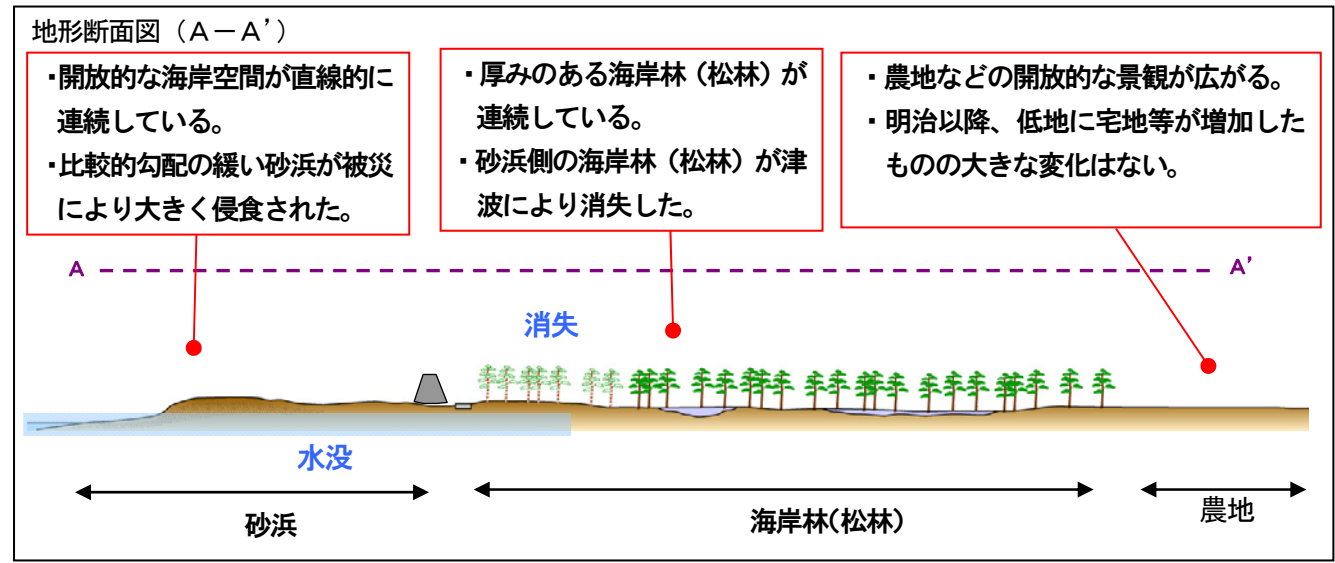 地形断面図（A－A’）
・開放的な海岸空間が直線的に
連続している。
・比較的勾配の緩い砂浜が被災
により大きく侵食された。
・厚みのある海岸林（松林）が
連続している。
・砂浜側の海岸林（松林）が津
波により消失した。
・農地などの開放的な景観が広がる。
・明治以降、低地に宅地等が増加した
ものの大きな変化はない。
A
A’
消失
水没
砂浜
海岸林(松林)
農地